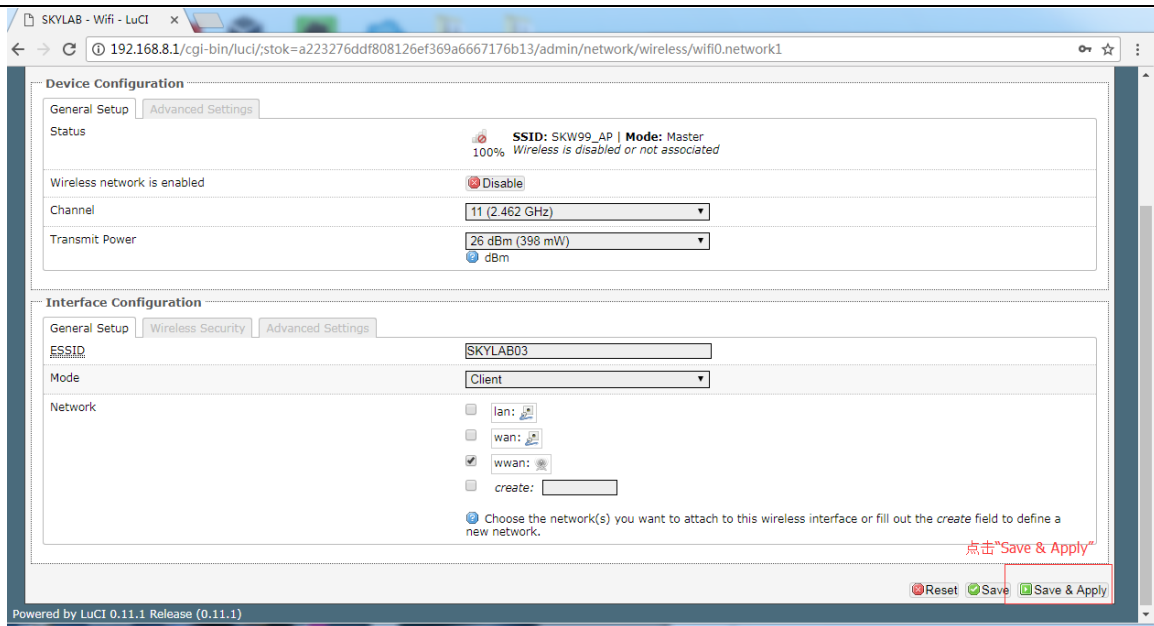 SKYLAB - Wifi - LuCI
192.168.8.1/cgi-bin/luci/;stok=a223276ddf808126ef369a6667176b13/admin/network/wireless/wifi0.network1
Device Configuration
General Setup Advanced Settings
Status
SSID: SKW99_AP | Mode: Master
100% Wireless is disabled or not associated
Wireless network is enabled Disable
Channel 11 (2.462 GHz)
Transmit Power 26 dBm (398 mW)
dBm
Interface Configuration
General Setup Wireless Security Advanced Settings
ESSID SKYLAB03
Mode Client
Network lan:
wan:
wwan:
create:
Choose the network(s) you want to attach to this wireless interface or fill out the create field to define a
new network.
点击"Save & Apply"
Reset Save Save & Apply
Powered by LuCI 0.11.1 Release (0.11.1)